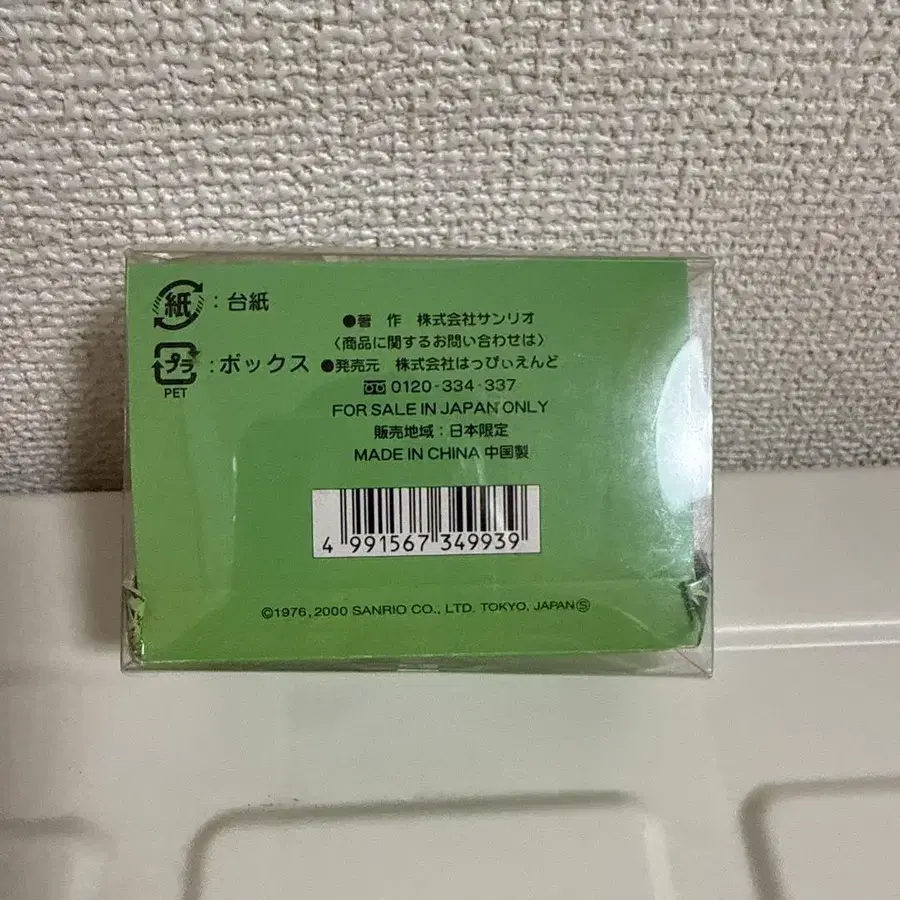 紙：台紙
プラ：ボックス
PET
●著　作　株式会社サンリオ
〈商品に関するお問い合わせは〉
●発売元　株式会社はっぴぃえんど
0120-334-337
FOR SALE IN JAPAN ONLY
販売地域：日本限定
MADE IN CHINA 中国製
4 991567 349939
©1976, 2000 SANRIO CO., LTD. TOKYO, JAPAN Ⓢ